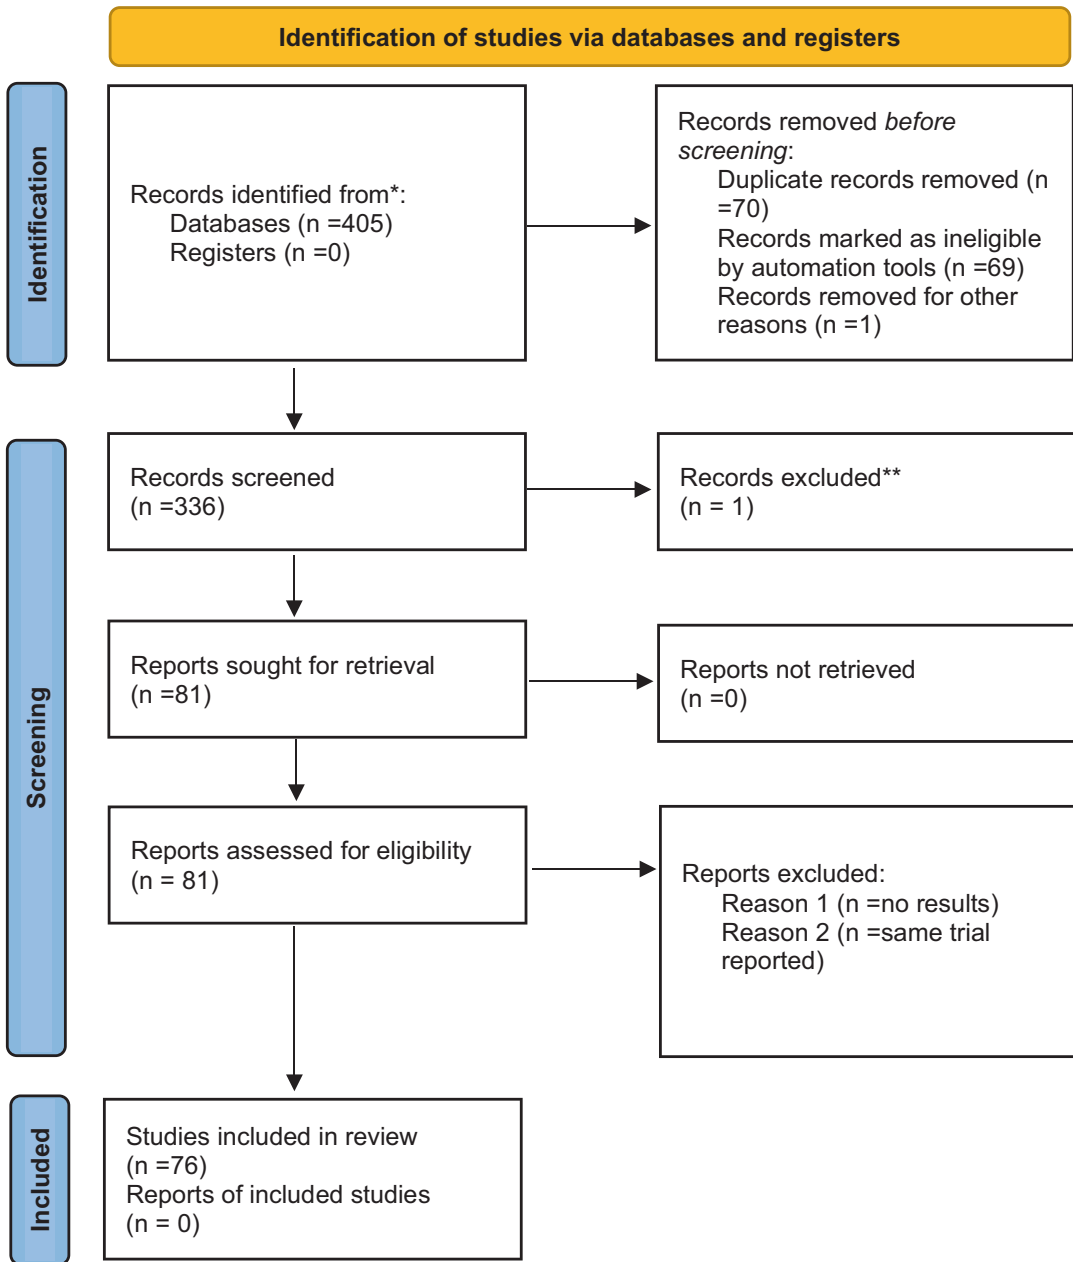 Identification of studies via databases and registers
Identification
Records identified from*:
Databases (n =405)
Registers (n =0)
Records removed before
screening:
Duplicate records removed (n
=70)
Records marked as ineligible
by automation tools (n =69)
Records removed for other
reasons (n =1)
Screening
Records screened
(n =336)
Records excluded**
(n = 1)
Reports sought for retrieval
(n =81)
Reports not retrieved
(n =0)
Reports assessed for eligibility
(n = 81)
Reports excluded:
Reason 1 (n =no results)
Reason 2 (n =same trial
reported)
Included
Studies included in review
(n =76)
Reports of included studies
(n = 0)